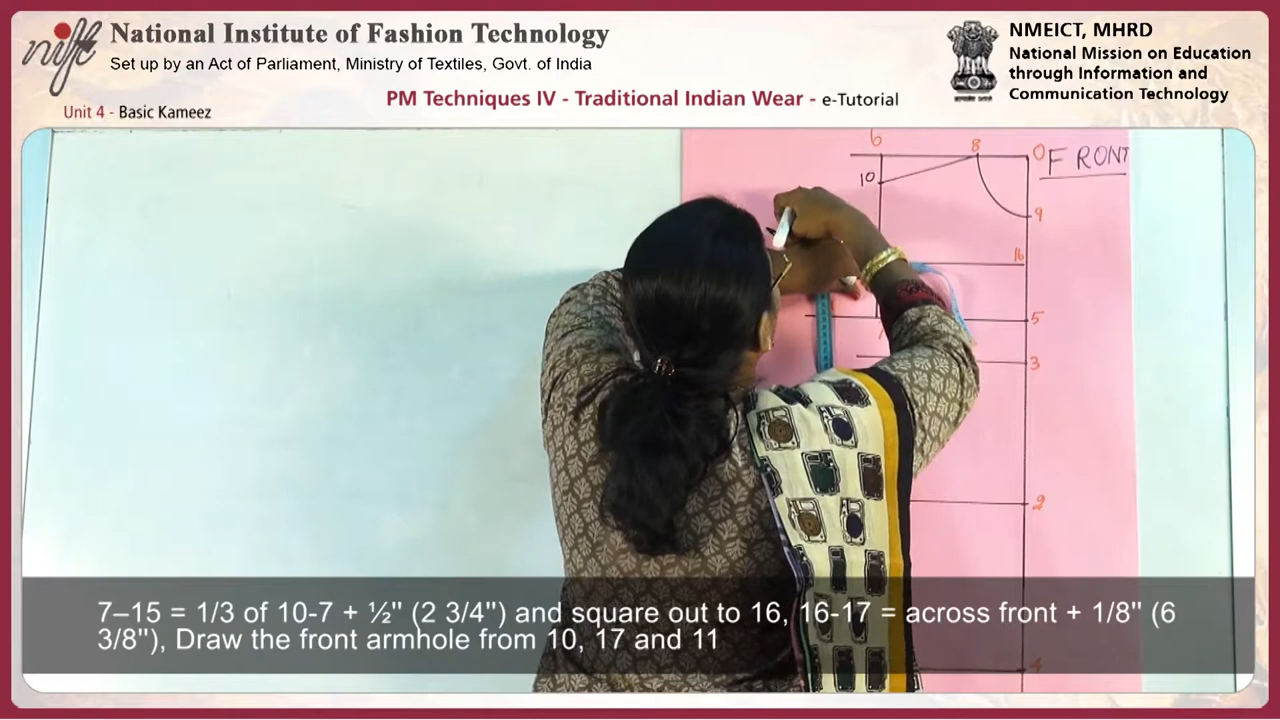 nift
National Institute of Fashion Technology
Set up by an Act of Parliament, Ministry of Textiles, Govt. of India
NMEICT, MHRD
National Mission on Education
through Information and
Communication Technology
PM Techniques IV - Traditional Indian Wear - e-Tutorial
Unit 4 - Basic Kameez
6
8
0
FRONT
10
9
16
5
7
3
2
4
7–15 = 1/3 of 10-7 + ½" (2 3/4") and square out to 16, 16-17 = across front + 1/8" (6
3/8"), Draw the front armhole from 10, 17 and 11